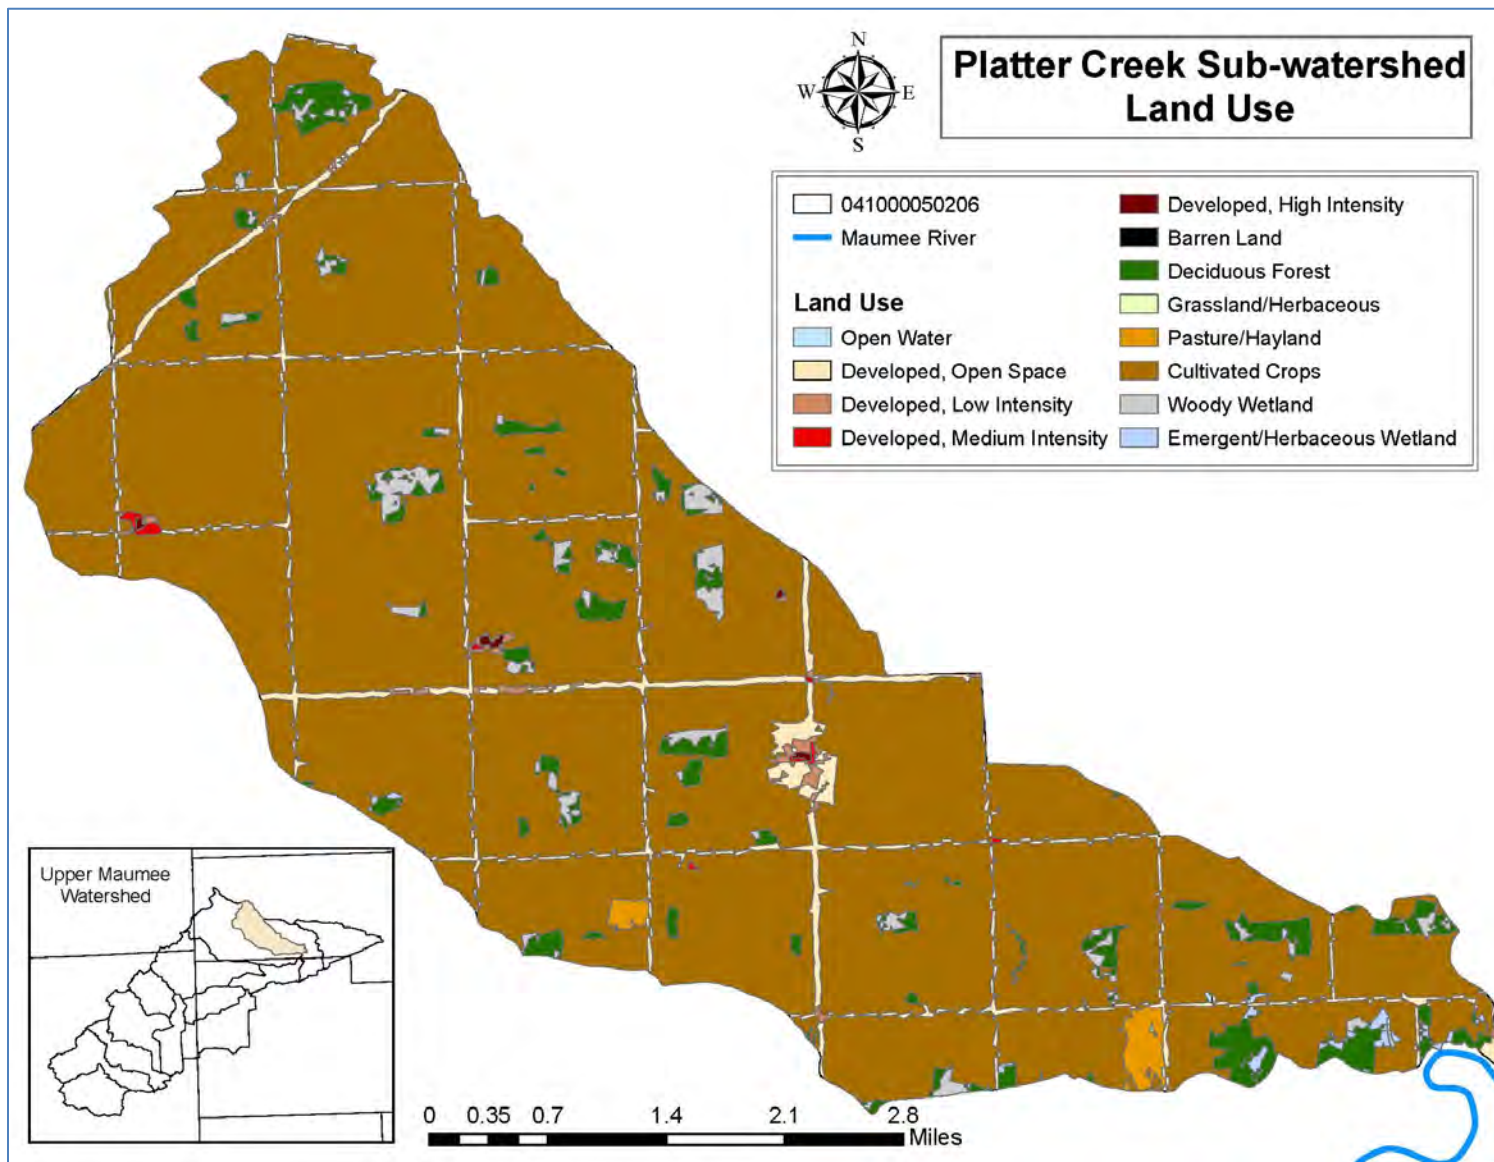 Platter Creek Sub-watershed
Land Use
N
W E
S
041000050206
Maumee River
Land Use
Open Water
Developed, Open Space
Developed, Low Intensity
Developed, Medium Intensity
Developed, High Intensity
Barren Land
Deciduous Forest
Grassland/Herbaceous
Pasture/Hayland
Cultivated Crops
Woody Wetland
Emergent/Herbaceous Wetland
Upper Maumee
Watershed
0 0.35 0.7 1.4 2.1 2.8
Miles